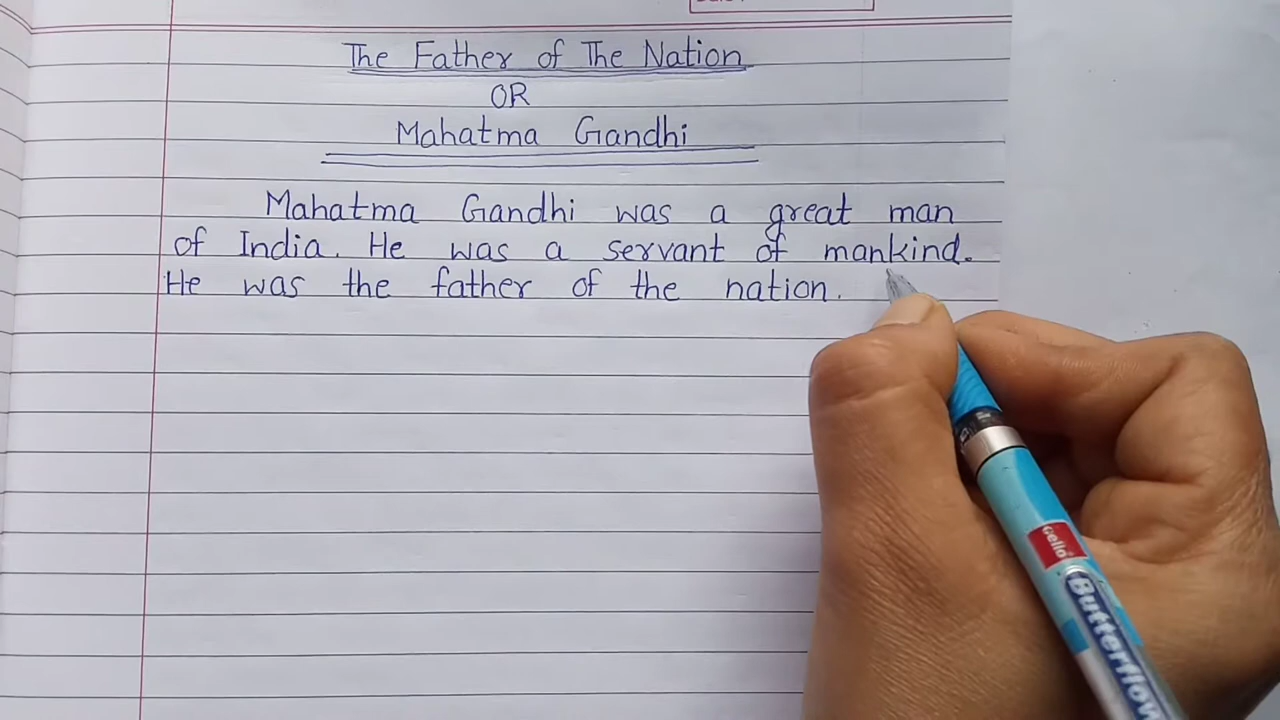 The Father of The Nation
OR
Mahatma Gandhi
Mahatma Gandhi was a great man
of India. He was a servant of mankind.
He was the father of the nation.
Cello
Butterflow